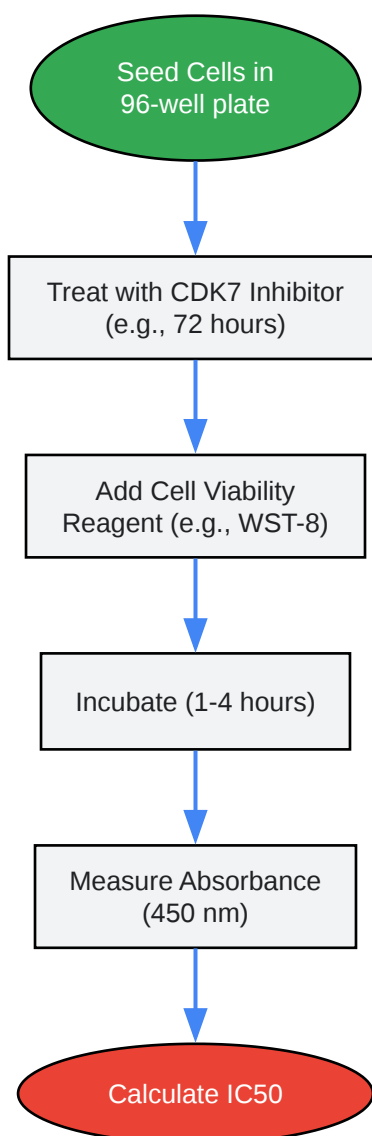 Seed Cells in
96-well plate
Treat with CDK7 Inhibitor
(e.g., 72 hours)
Add Cell Viability
Reagent (e.g., WST-8)
Incubate (1-4 hours)
Measure Absorbance
(450 nm)
Calculate IC50